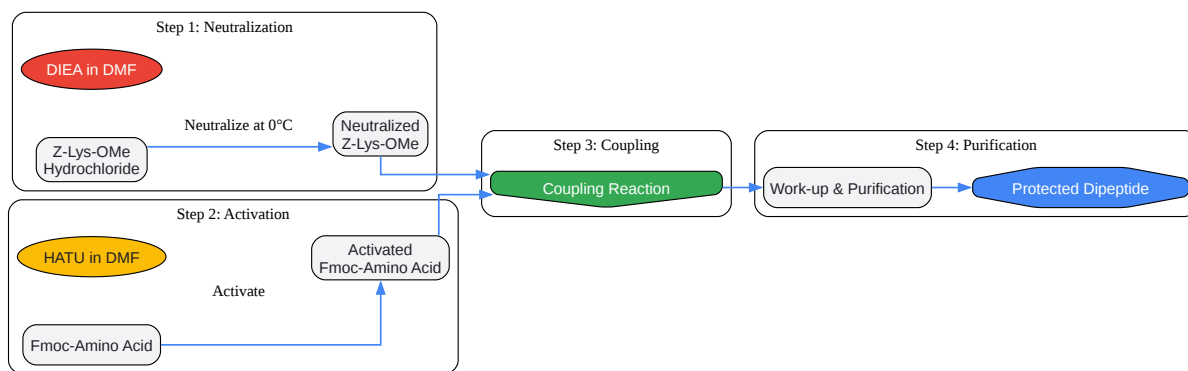 Step 1: Neutralization
DIEA in DMF
Neutralize at 0°C
Z-Lys-OMe
Hydrochloride
Neutralized
Z-Lys-OMe
Step 2: Activation
HATU in DMF
Activate
Fmoc-Amino Acid
Activated
Fmoc-Amino Acid
Step 3: Coupling
Coupling Reaction
Step 4: Purification
Work-up & Purification
Protected Dipeptide